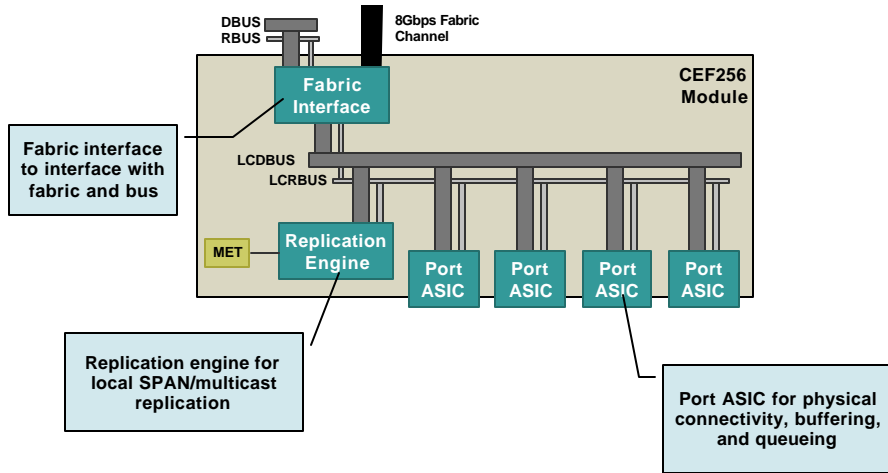 DBUS
RBUS
8Gbps Fabric
Channel
CEF256
Module
Fabric
Interface
Fabric interface
to interface with
fabric and bus
LCDBUS
LCRBUS
MET
Replication
Engine
Port
ASIC
Port
ASIC
Port
ASIC
Port
ASIC
Replication engine for
local SPAN/multicast
replication
Port ASIC for physical
connectivity, buffering,
and queueing